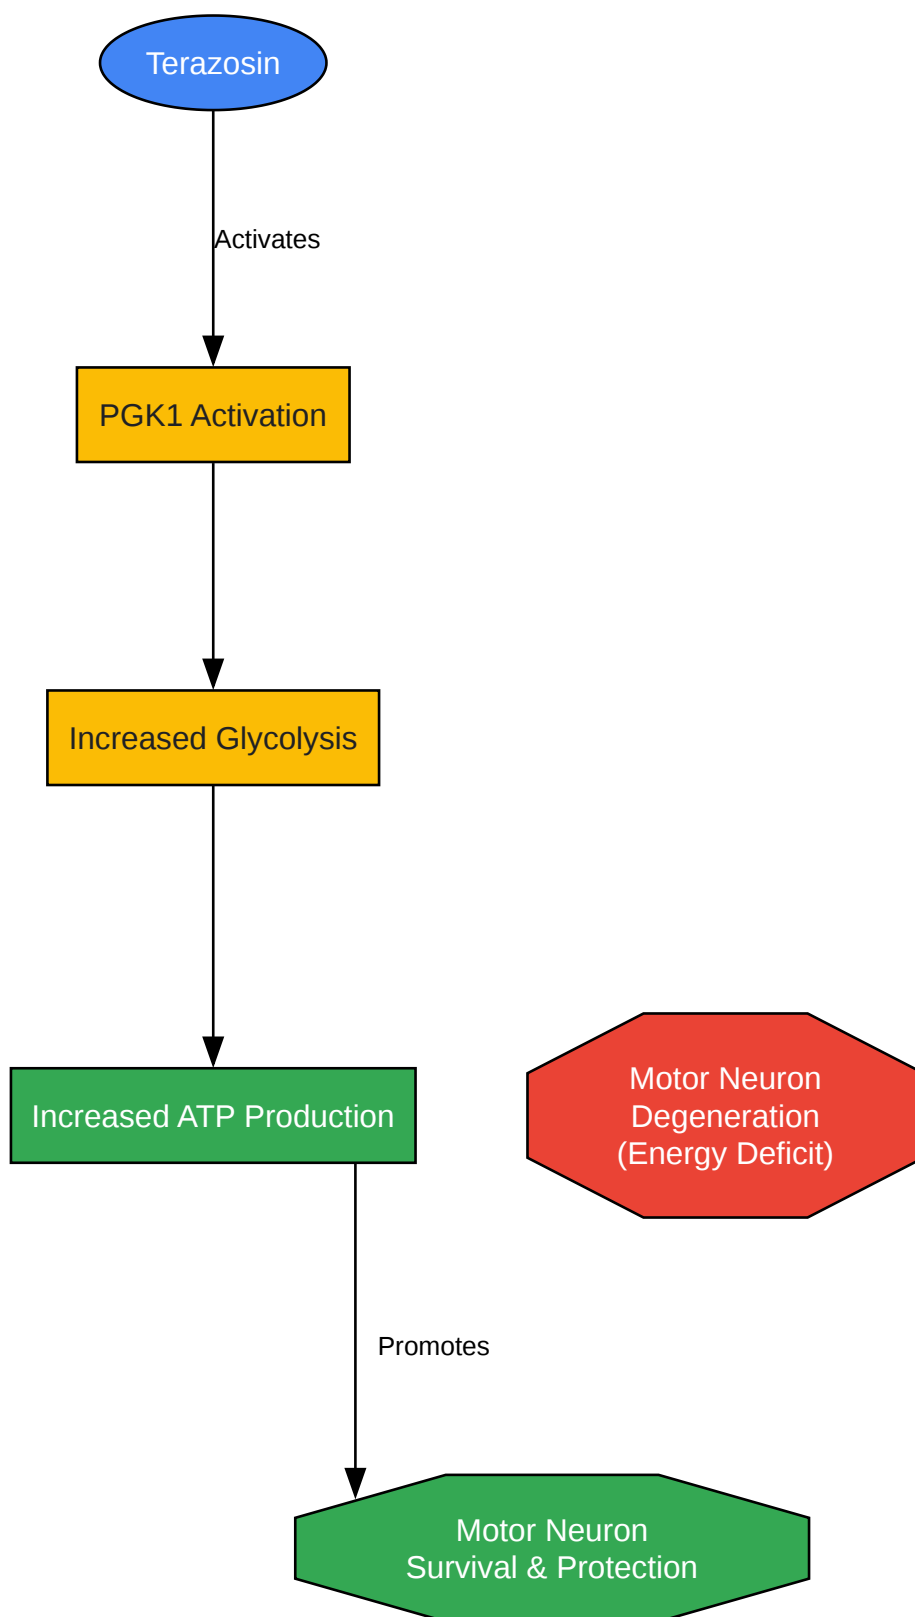 Terazosin
Activates
PGK1 Activation
Increased Glycolysis
Increased ATP Production
Motor Neuron
Degeneration
(Energy Deficit)
Promotes
Motor Neuron
Survival & Protection